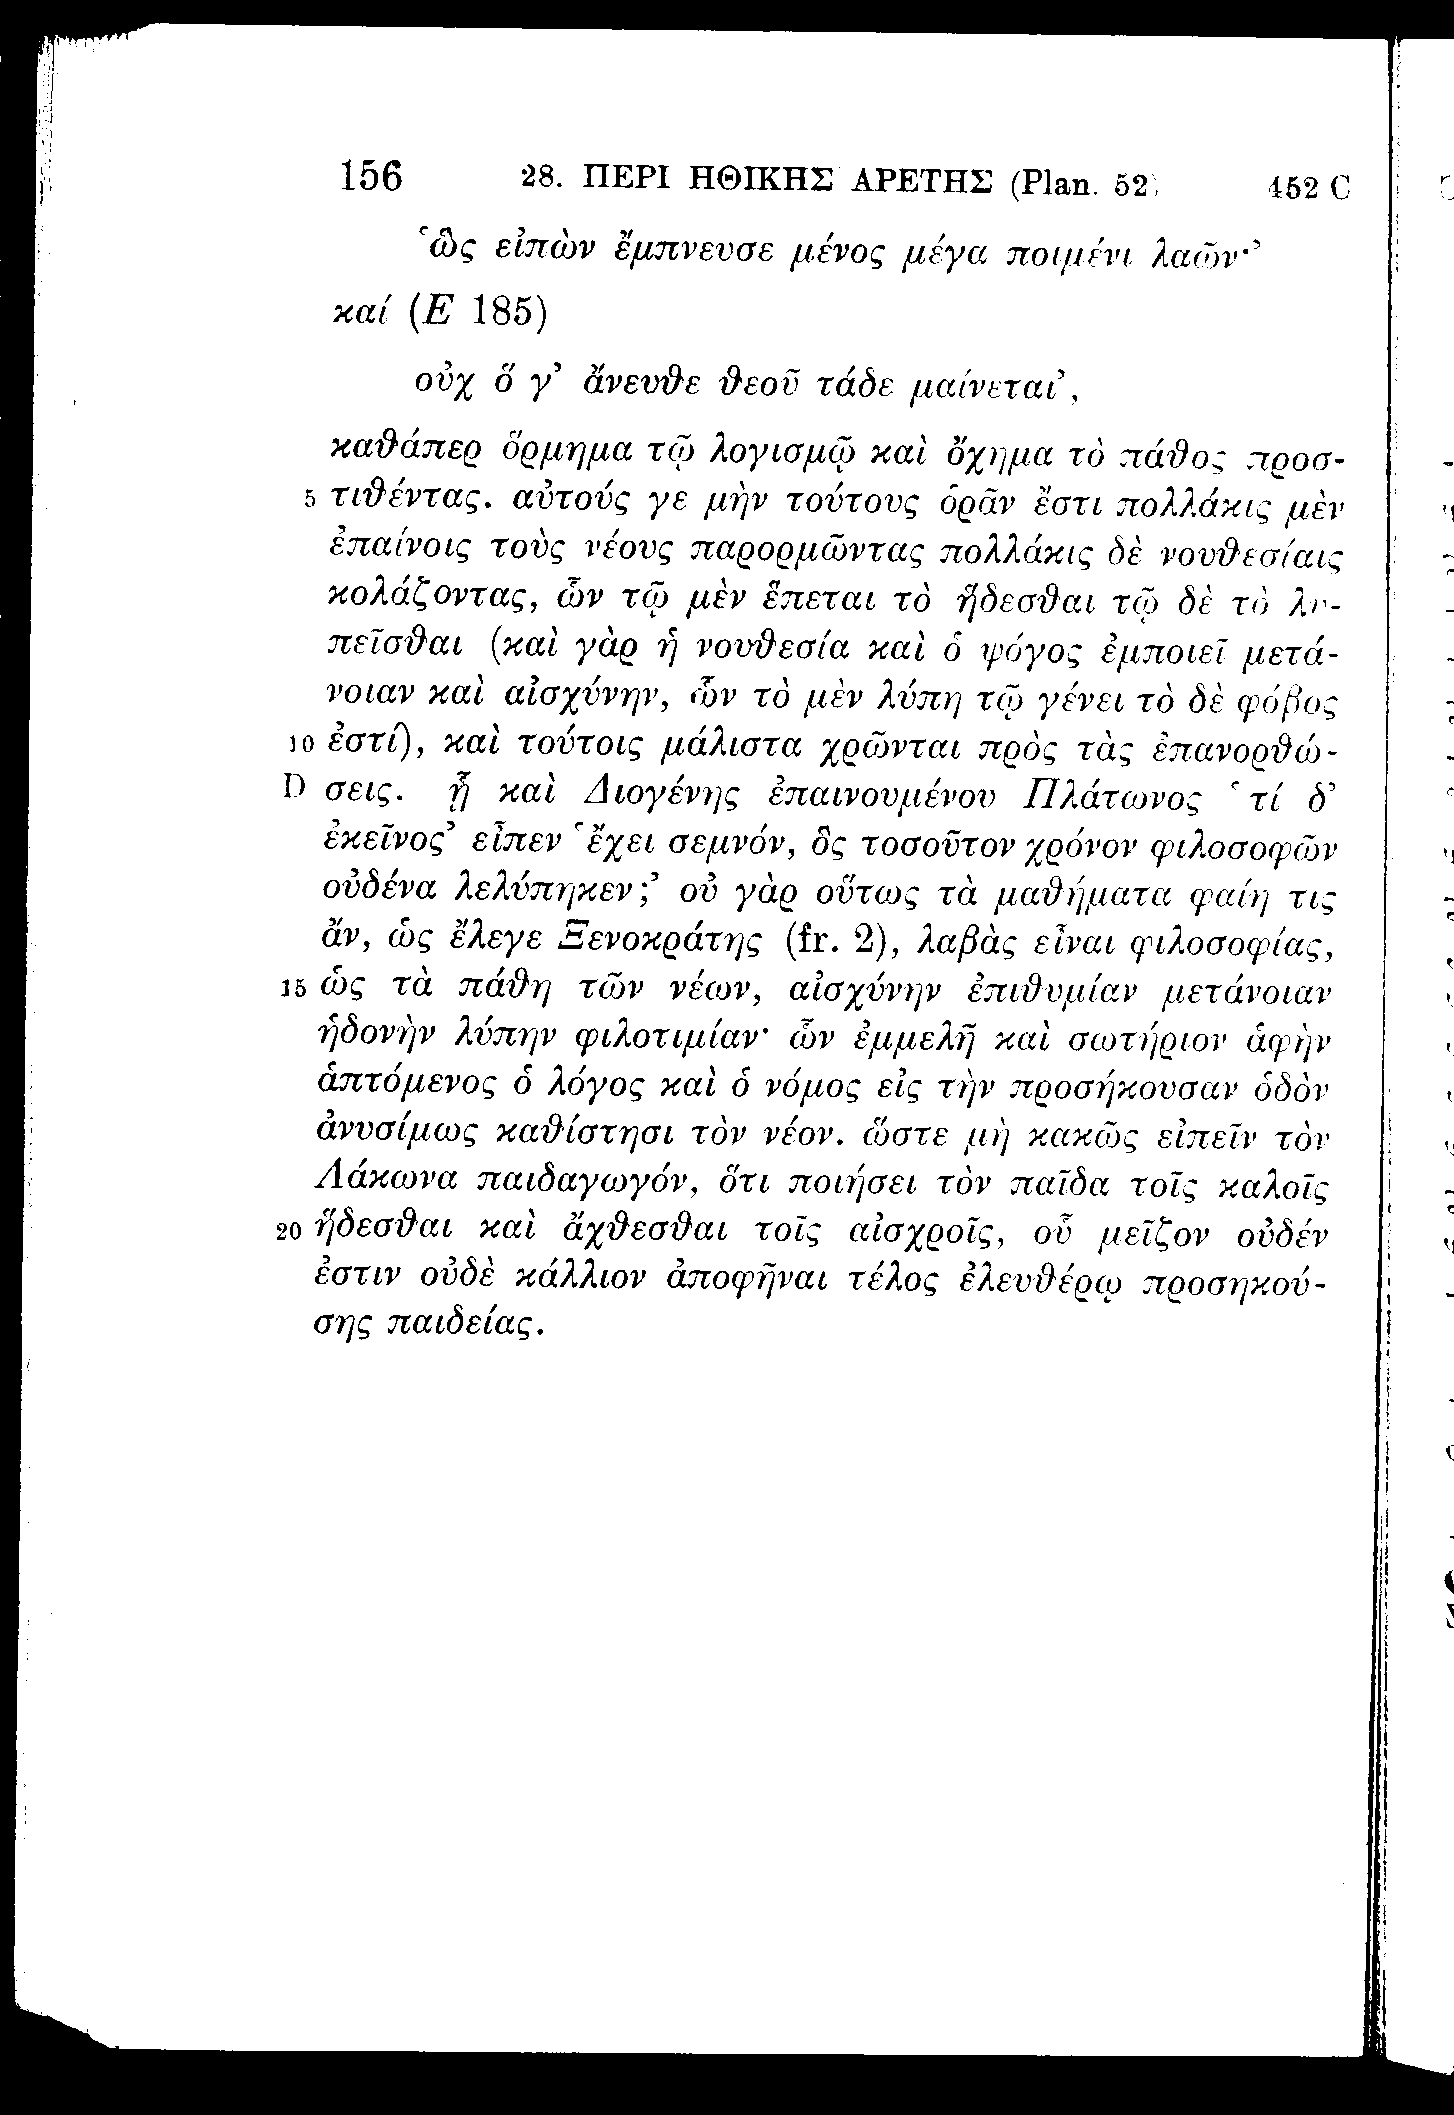 156 28. ΠΕΡΙ ΗΘΙΚΗΣ ΑΡΕΤΗΣ (Plan. 52) 452 C
‘ὣς εἰπὼν ἔμπνευσε μένος μέγα ποιμένι λαῶν·’
καί (E 185)
οὐχ ὅ γ’ ἄνευθε θεοῦ τάδε μαίνεται’,
καθάπερ ὅρμημα τῷ λογισμῷ καὶ ὄχημα τὸ πάθος προσ-
5 τιθέντας. αὐτούς γε μὴν τούτους ὁρᾶν ἔστι πολλάκις μὲν
ἐπαίνοις τοὺς νέους παρορμῶντας πολλάκις δὲ νουθεσίαις
κολάζοντας, ὧν τῷ μὲν ἕπεται τὸ ἥδεσθαι τῷ δὲ τὸ λυ-
πεῖσθαι (καὶ γὰρ ἡ νουθεσία καὶ ὁ ψόγος ἐμποιεῖ μετά-
νοιαν καὶ αἰσχύνην, ὧν τὸ μὲν λύπη τῷ γένει τὸ δὲ φόβος
10 ἐστί), καὶ τούτοις μάλιστα χρῶνται πρὸς τὰς ἐπανορθώ-
D σεις. ᾗ καὶ Διογένης ἐπαινουμένου Πλάτωνος ‘τί δ’
ἐκεῖνος’ εἶπεν ‘ἔχει σεμνόν, ὃς τοσοῦτον χρόνον φιλοσοφῶν
οὐδένα λελύπηκεν;’ οὐ γὰρ οὕτως τὰ μαθήματα φαίη τις
ἄν, ὡς ἔλεγε Ξενοκράτης (fr. 2), λαβὰς εἶναι φιλοσοφίας,
15 ὡς τὰ πάθη τῶν νέων, αἰσχύνην ἐπιθυμίαν μετάνοιαν
ἡδονὴν λύπην φιλοτιμίαν· ὧν ἐμμελῆ καὶ σωτήριον ἁφὴν
ἁπτόμενος ὁ λόγος καὶ ὁ νόμος εἰς τὴν προσήκουσαν ὁδὸν
ἀνυσίμως καθίστησι τὸν νέον. ὥστε μὴ κακῶς εἰπεῖν τὸν
Λάκωνα παιδαγωγόν, ὅτι ποιήσει τὸν παῖδα τοῖς καλοῖς
20 ἥδεσθαι καὶ ἄχθεσθαι τοῖς αἰσχροῖς, οὗ μεῖζον οὐδέν
ἐστιν οὐδὲ κάλλιον ἀποφῆναι τέλος ἐλευθέρῳ προσηκού-
σης παιδείας.